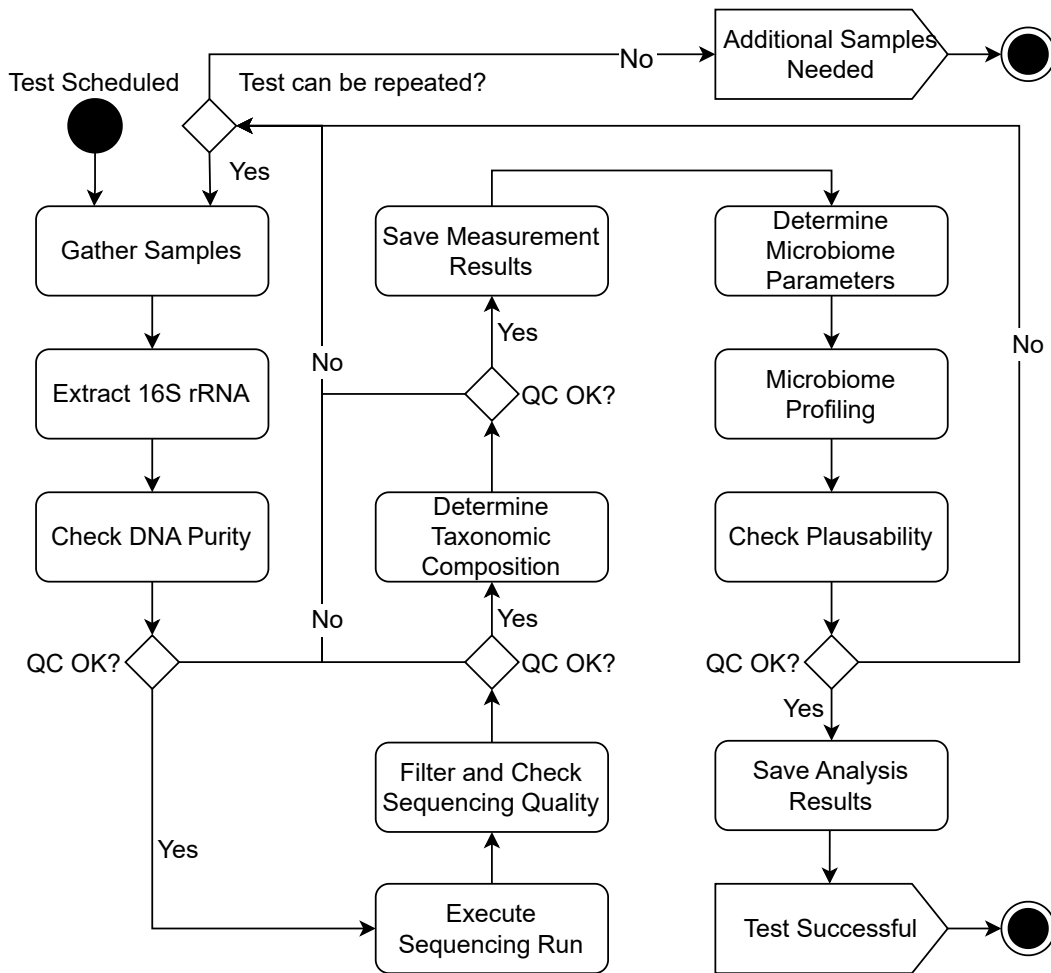 Test Scheduled
Test can be repeated?
No
Additional Samples
Needed
Yes
Gather Samples
Extract 16S rRNA
Check DNA Purity
QC OK?
Yes
No
Execute
Sequencing Run
Filter and Check
Sequencing Quality
QC OK?
Yes
Determine
Taxonomic
Composition
QC OK?
No
Yes
Save Measurement
Results
Determine
Microbiome
Parameters
Microbiome
Profiling
Check Plausability
QC OK?
No
Yes
Save Analysis
Results
Test Successful